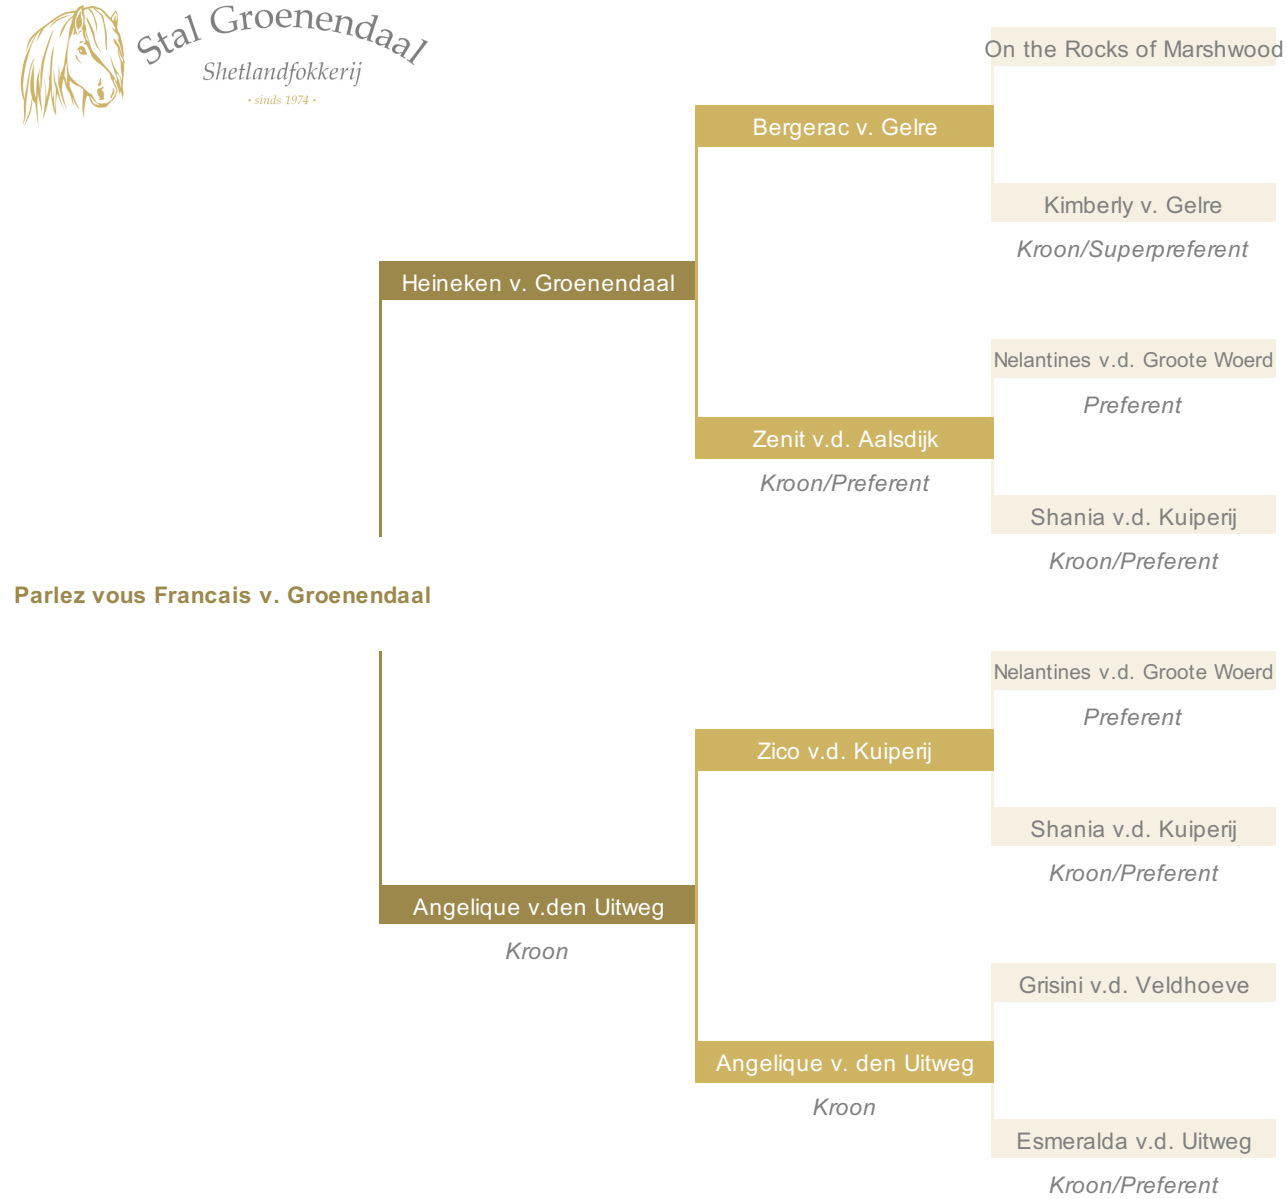 Stal Groenendaal
Shetlandfokkerij
· sinds 1974 ·
On the Rocks of Marshwood
Bergerac v. Gelre
Kimberly v. Gelre
Kroon/Superpreferent
Heineken v. Groenendaal
Nelantines v.d. Groote Woerd
Preferent
Zenit v.d. Aalsdijk
Kroon/Preferent
Shania v.d. Kuiperij
Kroon/Preferent
Parlez vous Francais v. Groenendaal
Nelantines v.d. Groote Woerd
Preferent
Zico v.d. Kuiperij
Shania v.d. Kuiperij
Kroon/Preferent
Angelique v.den Uitweg
Kroon
Grisini v.d. Veldhoeve
Angelique v. den Uitweg
Kroon
Esmeralda v.d. Uitweg
Kroon/Preferent